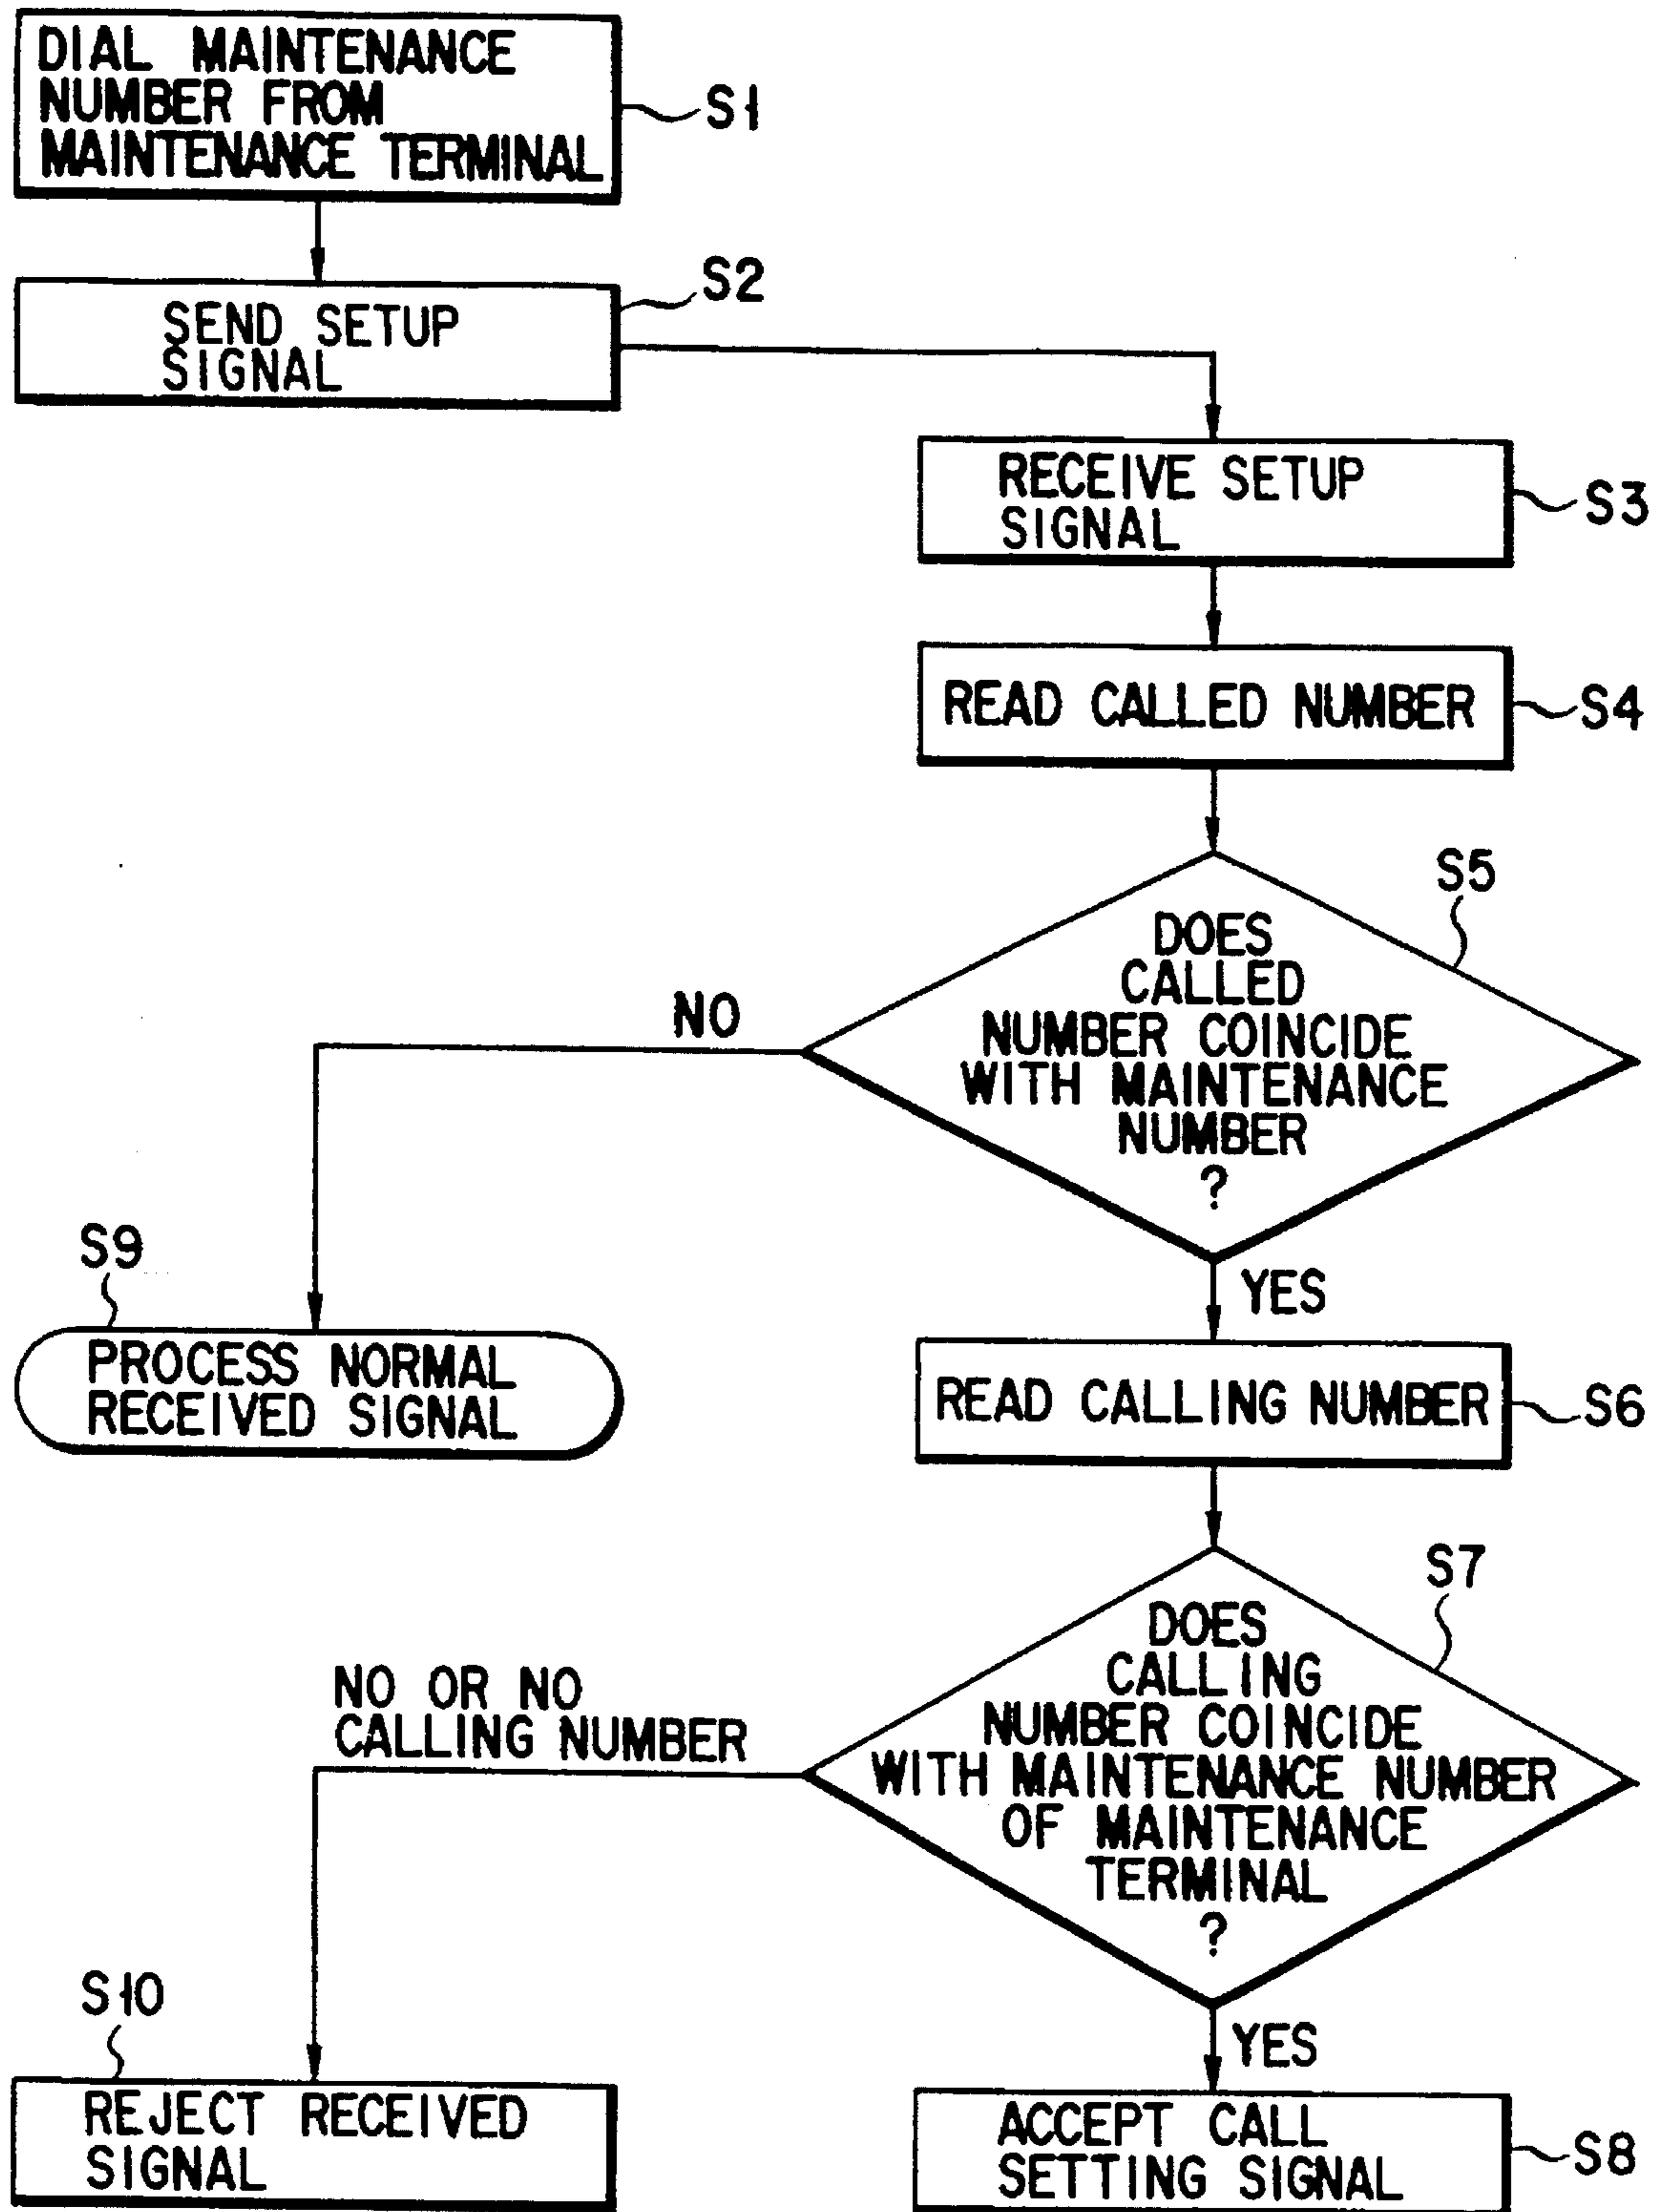 DIAL MAINTENANCE
NUMBER FROM
MAINTENANCE TERMINAL
S1
S2
SEND SETUP
SIGNAL
RECEIVE SETUP
SIGNAL
S3
READ CALLED NUMBER
S4
S5
DOES
CALLED
NUMBER COINCIDE
WITH MAINTENANCE
NUMBER
?
NO
YES
S9
PROCESS NORMAL
RECEIVED SIGNAL
READ CALLING NUMBER
S6
S7
DOES
CALLING
NUMBER COINCIDE
WITH MAINTENANCE NUMBER
OF MAINTENANCE
TERMINAL
?
NO OR NO
CALLING NUMBER
YES
S10
REJECT RECEIVED
SIGNAL
ACCEPT CALL
SETTING SIGNAL
S8